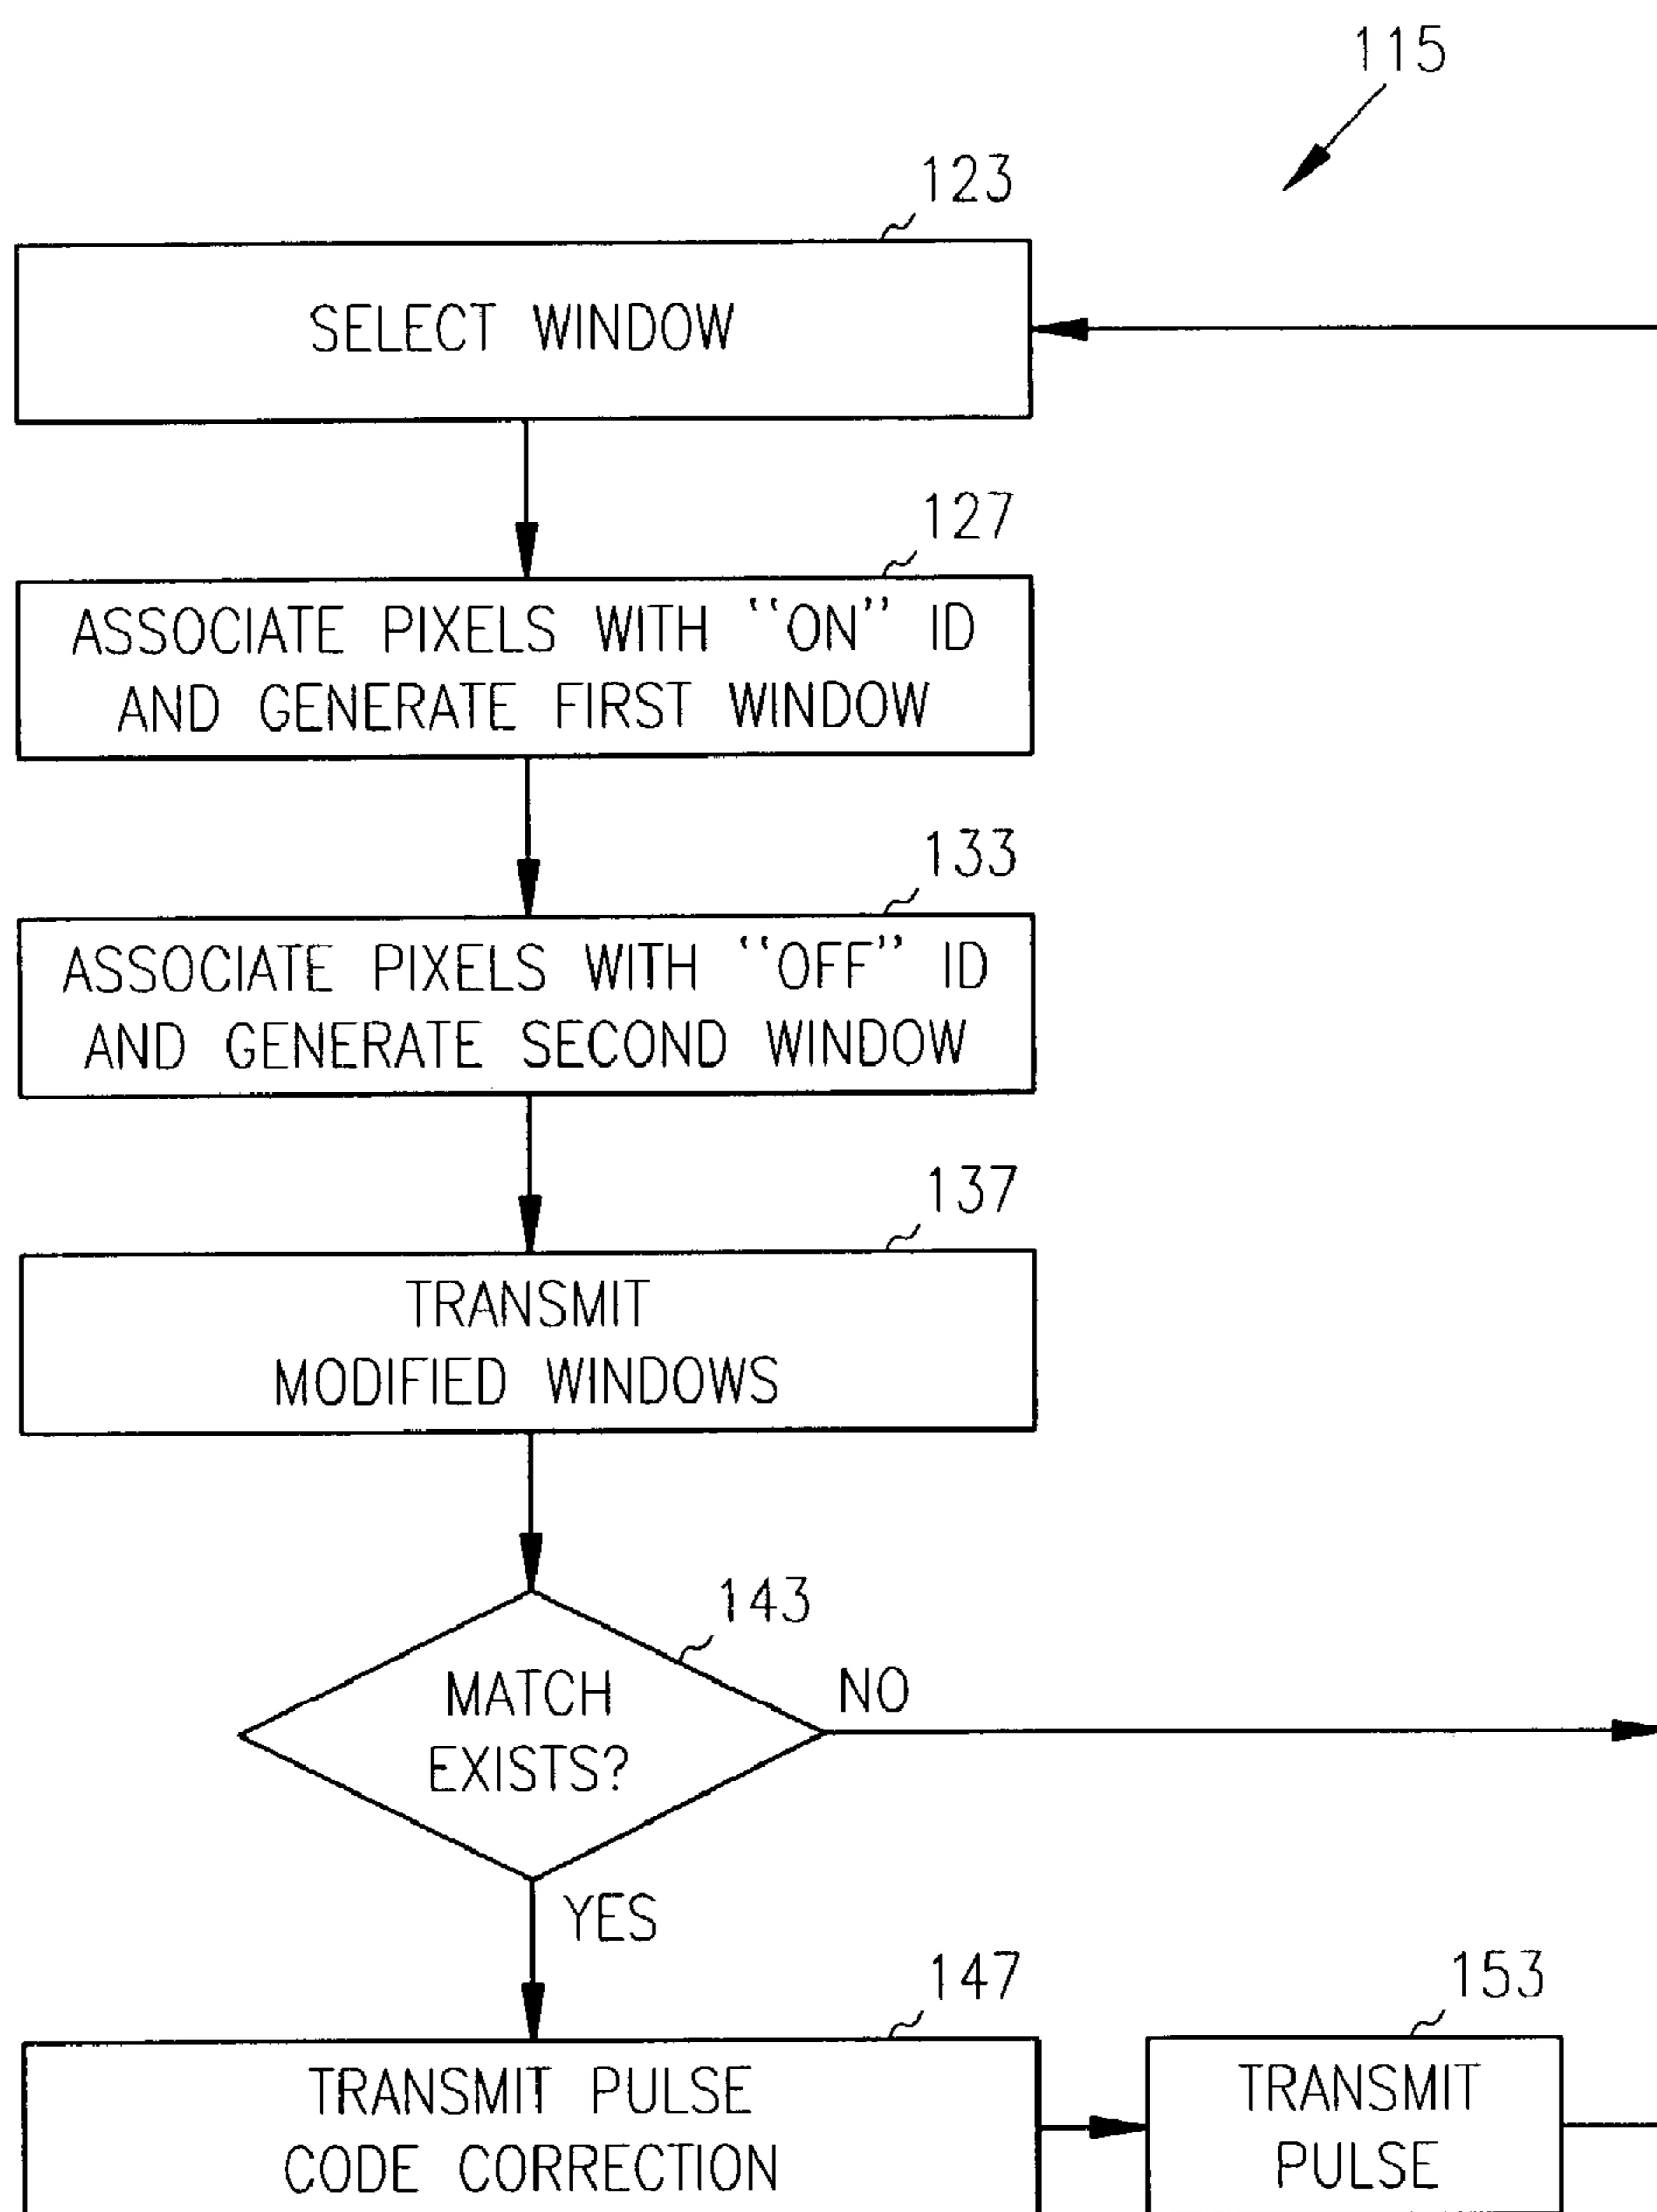 115
123
SELECT WINDOW
127
ASSOCIATE PIXELS WITH "ON" ID
AND GENERATE FIRST WINDOW
133
ASSOCIATE PIXELS WITH "OFF" ID
AND GENERATE SECOND WINDOW
137
TRANSMIT
MODIFIED WINDOWS
143
MATCH
EXISTS?
NO
YES
147
TRANSMIT PULSE
CODE CORRECTION
153
TRANSMIT
PULSE